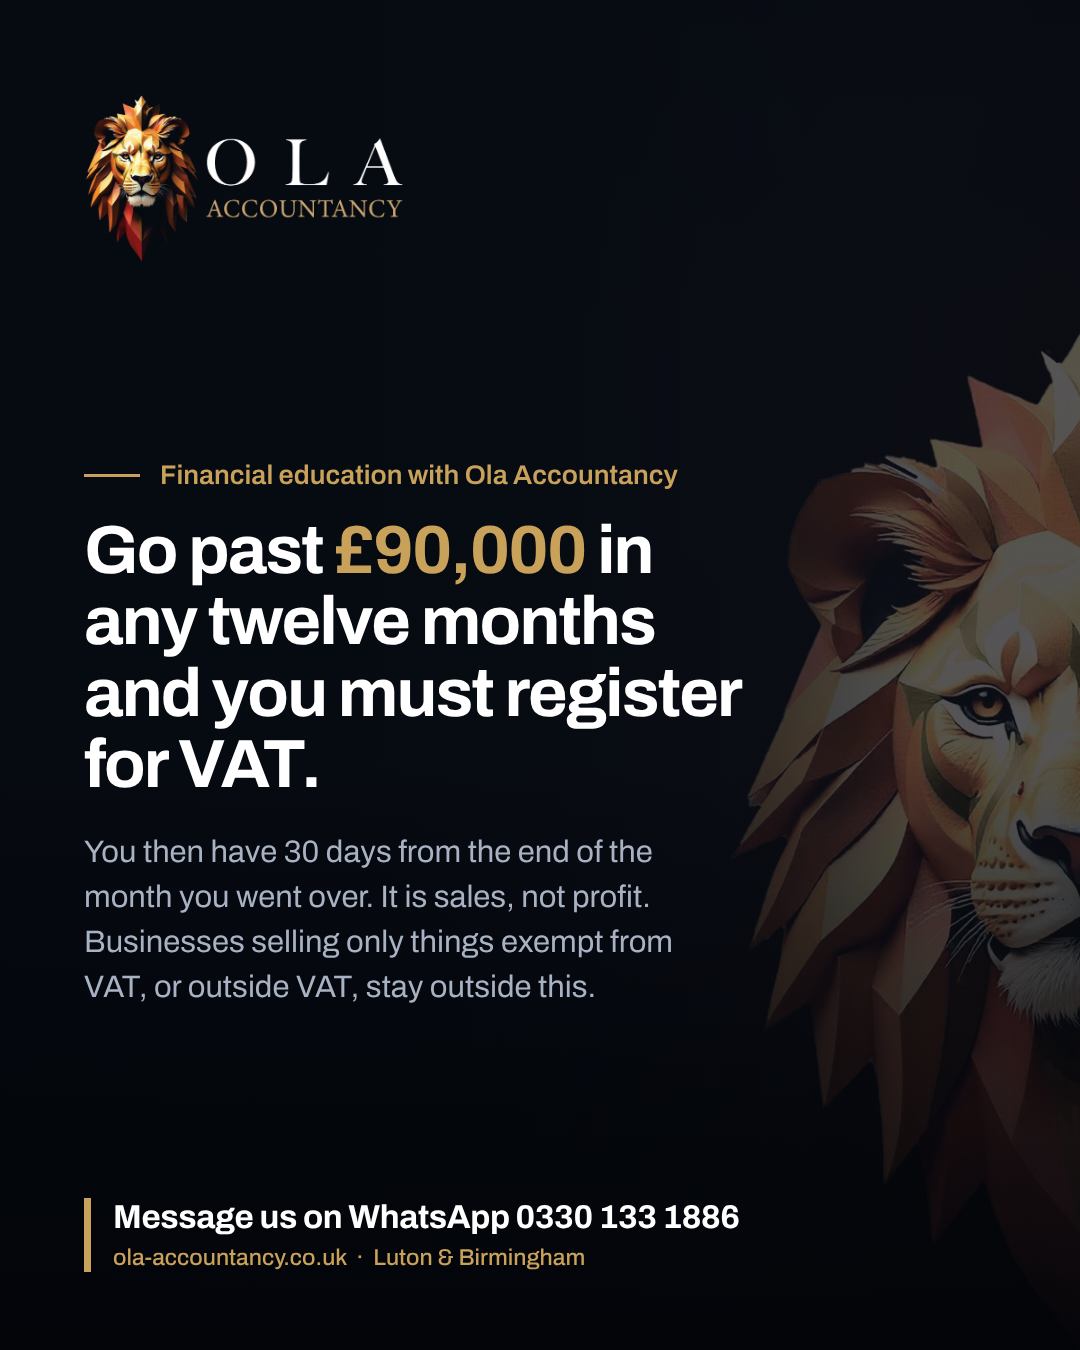 OLA
ACCOUNTANCY
Financial education with Ola Accountancy
Go past £90,000 in
any twelve months
and you must register
for VAT.
You then have 30 days from the end of the
month you went over. It is sales, not profit.
Businesses selling only things exempt from
VAT, or outside VAT, stay outside this.
Message us on WhatsApp 0330 133 1886
ola-accountancy.co.uk · Luton & Birmingham